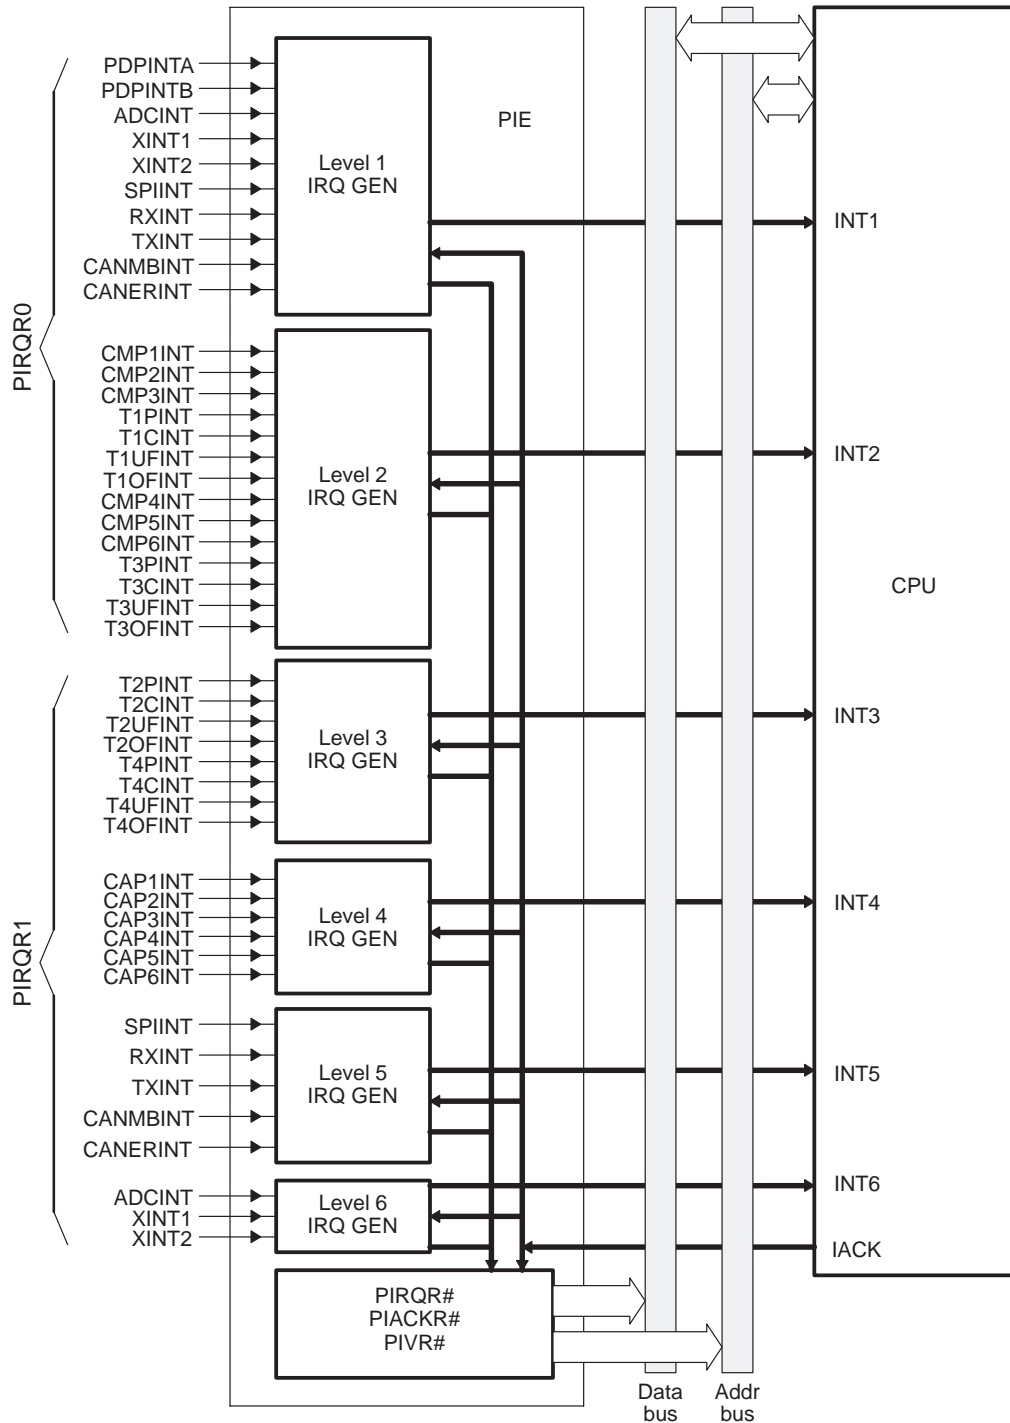 PIRQR0
PDPINTA
PDPINTB
ADCINT
XINT1
XINT2
SPIINT
RXINT
TXINT
CANMBINT
CANERINT
Level 1
IRQ GEN
PIE
INT1
CMP1INT
CMP2INT
CMP3INT
T1PINT
T1CINT
T1UFINT
T1OFINT
CMP4INT
CMP5INT
CMP6INT
T3PINT
T3CINT
T3UFINT
T3OFINT
Level 2
IRQ GEN
INT2
CPU
PIRQR1
T2PINT
T2CINT
T2UFINT
T2OFINT
T4PINT
T4CINT
T4UFINT
T4OFINT
Level 3
IRQ GEN
INT3
CAP1INT
CAP2INT
CAP3INT
CAP4INT
CAP5INT
CAP6INT
Level 4
IRQ GEN
INT4
SPIINT
RXINT
TXINT
CANMBINT
CANERINT
Level 5
IRQ GEN
INT5
ADCINT
XINT1
XINT2
Level 6
IRQ GEN
INT6
IACK
PIRQR#
PIACKR#
PIVR#
Data
bus
Addr
bus